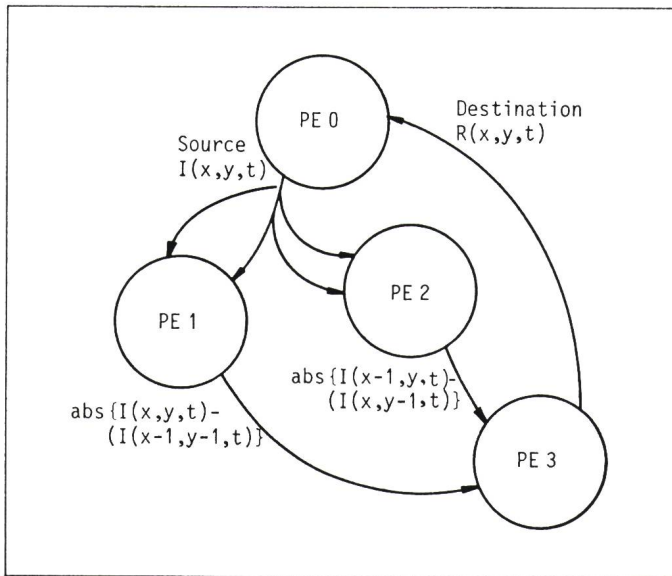 PE 0
Destination
R(x,y,t)
Source
I(x,y,t)
PE 2
PE 1
abs{I(x-1,y,t)-
(I(x,y-1,t)}
abs{I(x,y,t)-
(I(x-1,y-1,t)}
PE 3